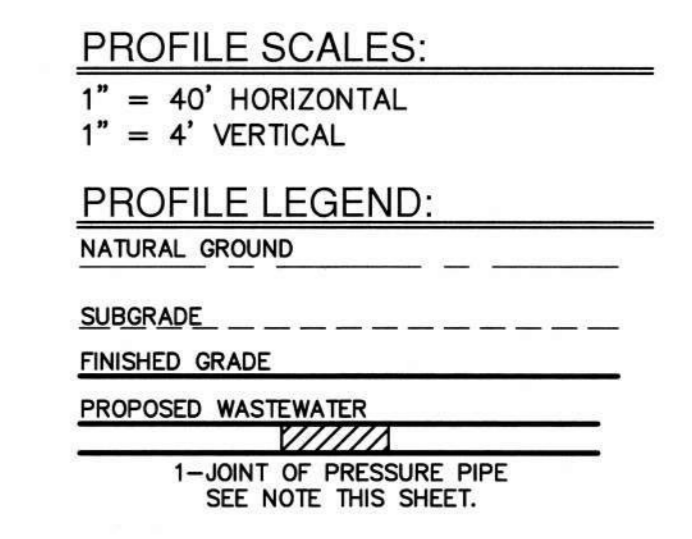 PROFILE SCALES:
1" = 40' HORIZONTAL
1" = 4' VERTICAL
PROFILE LEGEND:
NATURAL GROUND
SUBGRADE
FINISHED GRADE
PROPOSED WASTEWATER
1-JOINT OF PRESSURE PIPE
SEE NOTE THIS SHEET.